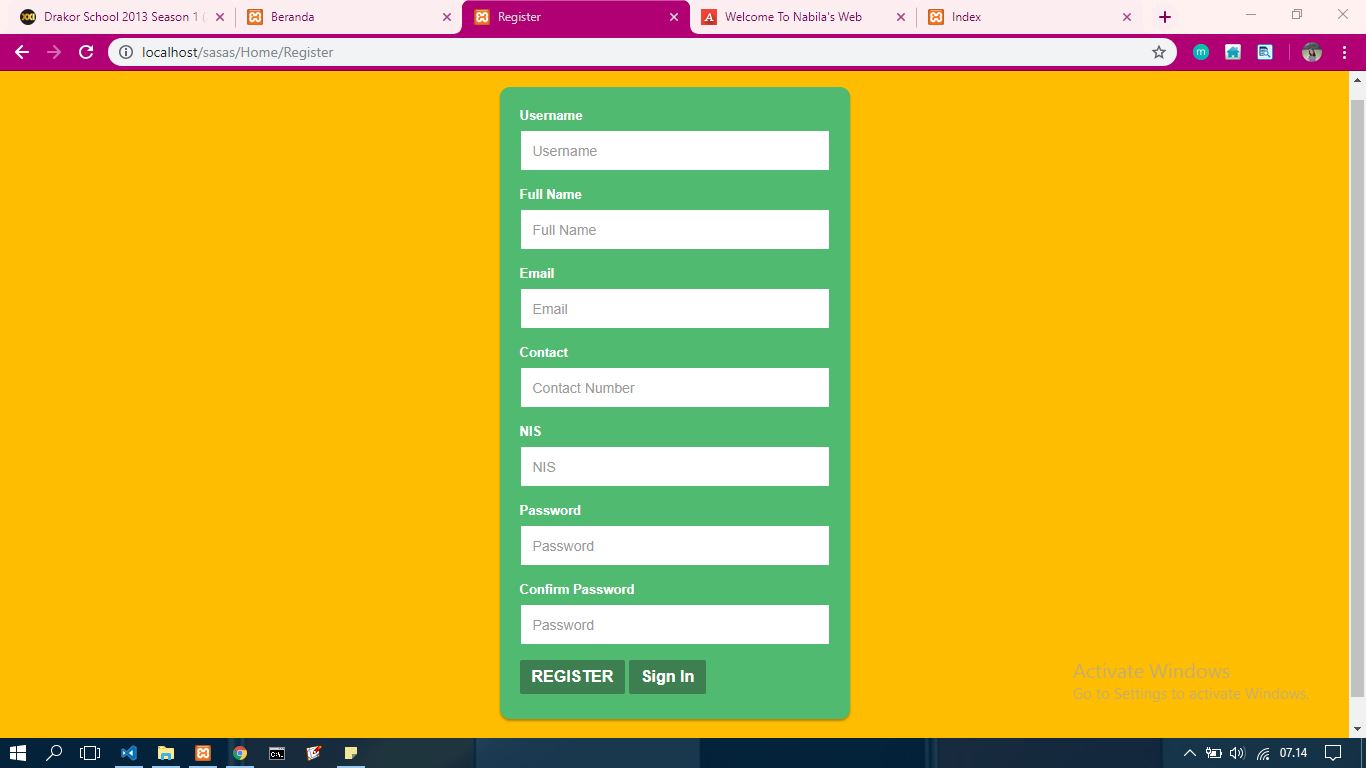 Drakor School 2013 Season 1
Beranda
Register
Welcome To Nabila's Web
Index
localhost/sasas/Home/Register
Username
Username
Full Name
Full Name
Email
Email
Contact
Contact Number
NIS
NIS
Password
Password
Confirm Password
Password
REGISTER Sign In
Activate Windows
Go to Settings to activate Windows.
07.14